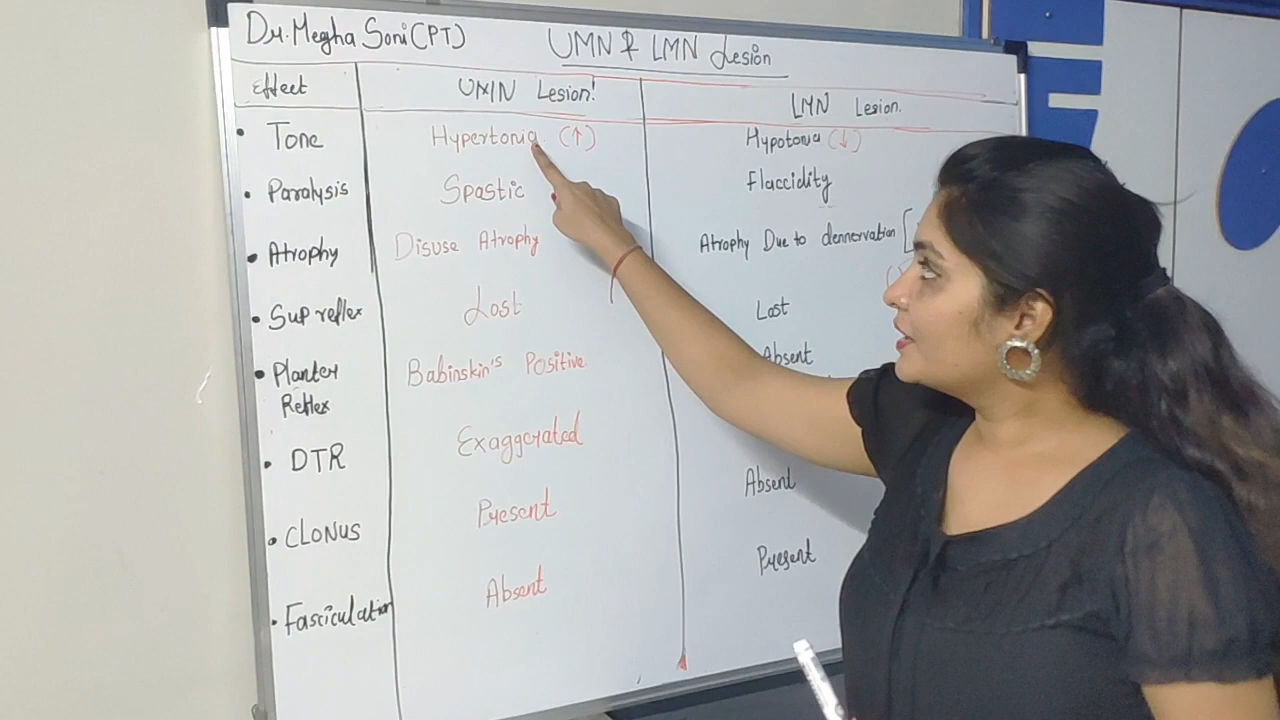 Dr. Megha Soni (PT)
UMN & LMN Lesion
Effect
UMN Lesion!
LMN Lesion.
• Tone
Hypertonia (↑)
Hypotonia (↓)
• Paralysis
Spastic
Flaccidity
• Atrophy
Disuse Atrophy
Atrophy Due to dennervation [
• Sup reflex
Lost
Lost
• Planter
Reflex
Babinskin's Positive
Absent
• DTR
Exaggerated
Absent
• CLONUS
Present
Present
• Fasciculation
Absent